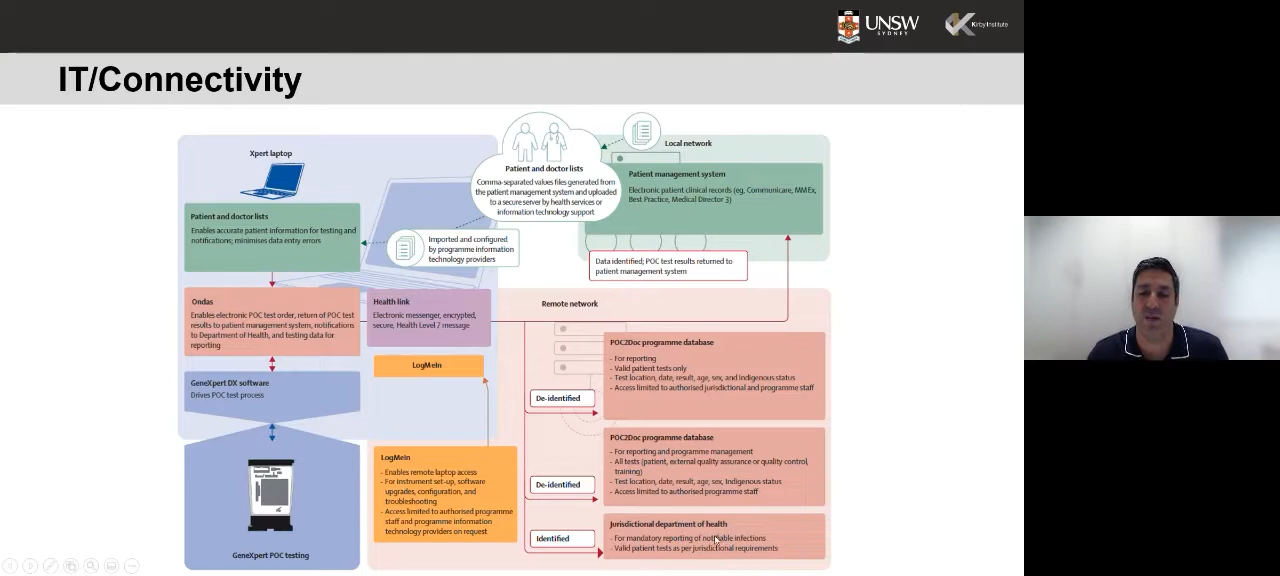 UNSW
SYDNEY
Kirby Institute
IT/Connectivity
Xpert laptop
Patient and doctor lists
Enables accurate patient information for testing and
notifications; minimises data entry errors
Ondas
Enables electronic POC test order, return of POC test
results to patient management system, notifications
to Department of Health, and testing data for
reporting
GeneXpert DX software
Drives POC test process
GeneXpert POC testing
Patient and doctor lists
Comma-separated values files generated from
the patient management system and uploaded
to a secure server by health services or
information technology support
Imported and configured
by programme information
technology providers
Health link
Electronic messenger, encrypted,
secure, Health Level 7 message
LogMeIn
LogMeIn
- Enables remote laptop access
- For instrument set-up, software
upgrades, configuration, and
troubleshooting
- Access limited to authorised programme
staff and programme information
technology providers on request
Local network
Patient management system
Electronic patient clinical records (eg, Communicare, MMEx,
Best Practice, Medical Director 3)
Data identified; POC test results returned to
patient management system
Remote network
De-identified
POC2Doc programme database
- For reporting
- Valid patient tests only
- Test location, date, result, age, sex, and Indigenous status
- Access limited to authorised jurisdictional and programme staff
De-identified
POC2Doc programme database
- For reporting and programme management
- All tests (patient, external quality assurance or quality control,
training)
- Test location, date, result, age, sex, Indigenous status
- Access limited to authorised programme staff
Identified
Jurisdictional department of health
- For mandatory reporting of notifiable infections
- Valid patient tests as per jurisdictional requirements